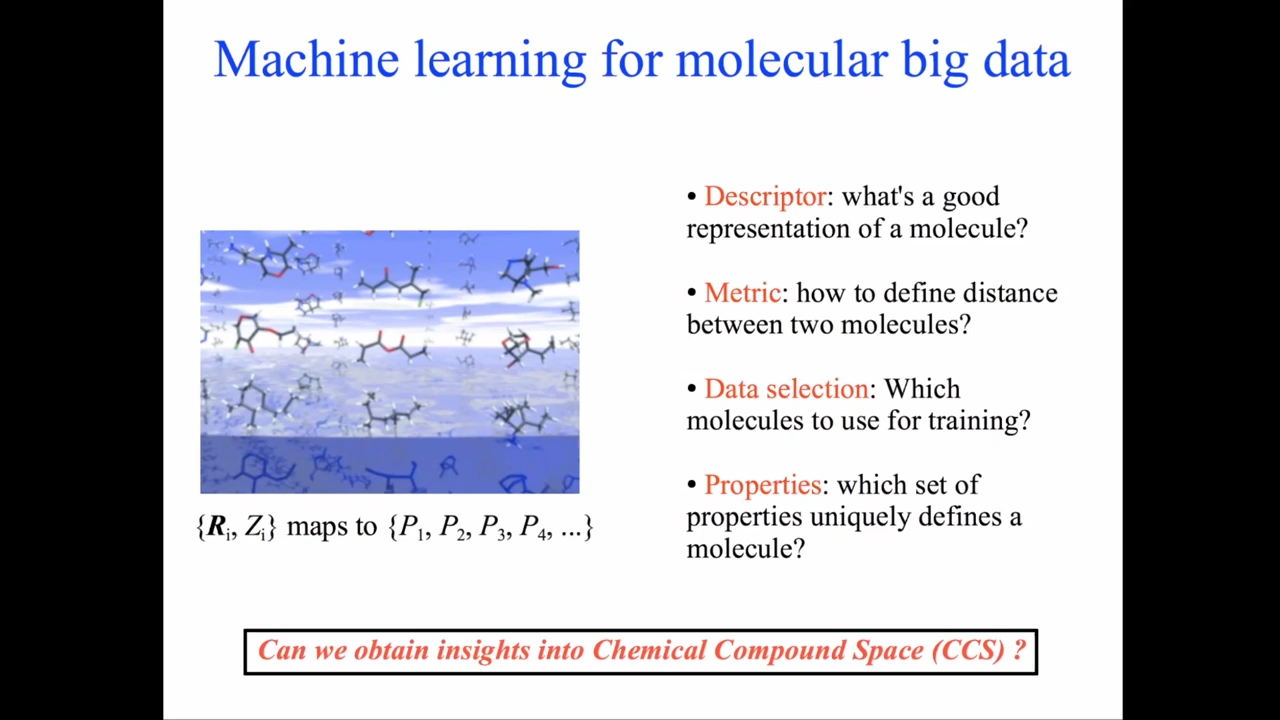 Machine learning for molecular big data
• Descriptor: what's a good
representation of a molecule?
• Metric: how to define distance
between two molecules?
• Data selection: Which
molecules to use for training?
• Properties: which set of
properties uniquely defines a
molecule?
{Ri, Zi} maps to {P1, P2, P3, P4, ...}
Can we obtain insights into Chemical Compound Space (CCS) ?